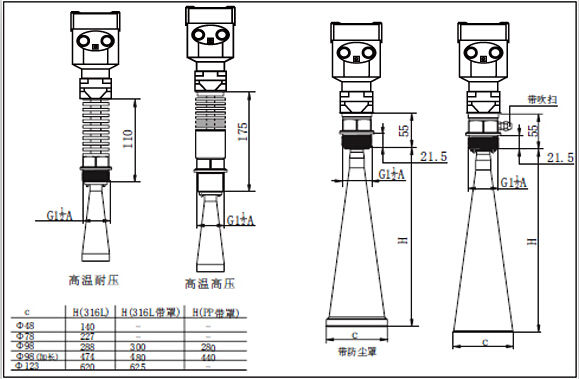 110
175
G1½A
G1½A
高温耐压
高温高压
55
21.5
G1½A
H
c
带防尘罩
带吹扫
55
21.5
G1½A
H
c
c H(316L) H(316L带罩) H(PP带罩)
Φ48 140 - -
Φ78 227 - -
Φ98 288 300 280
Φ98(加长) 474 480 440
Φ123 620 625 -